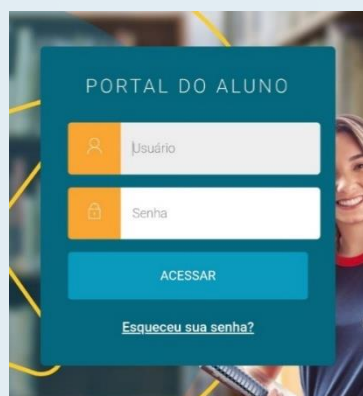 PORTAL DO ALUNO
Usuário
Senha
ACESSAR
Esqueceu sua senha?